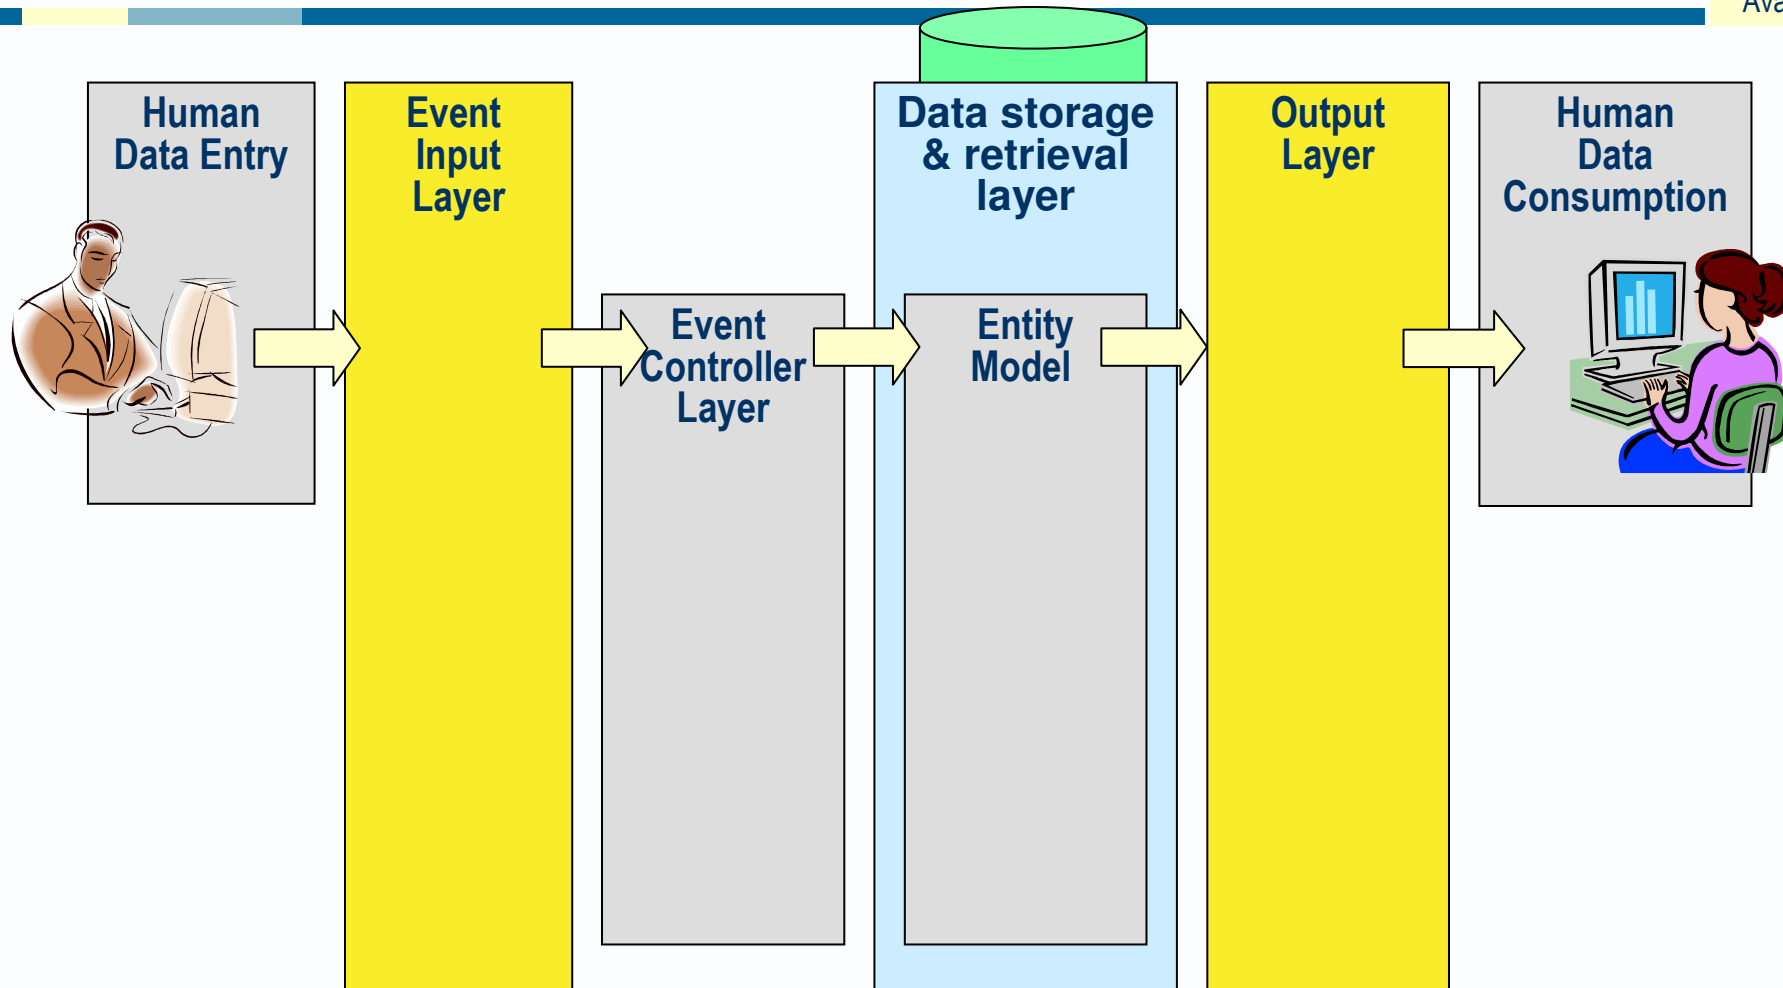 Human
Data Entry
Event
Input
Layer
Event
Controller
Layer
Data storage
& retrieval
layer
Entity
Model
Output
Layer
Human
Data
Consumption